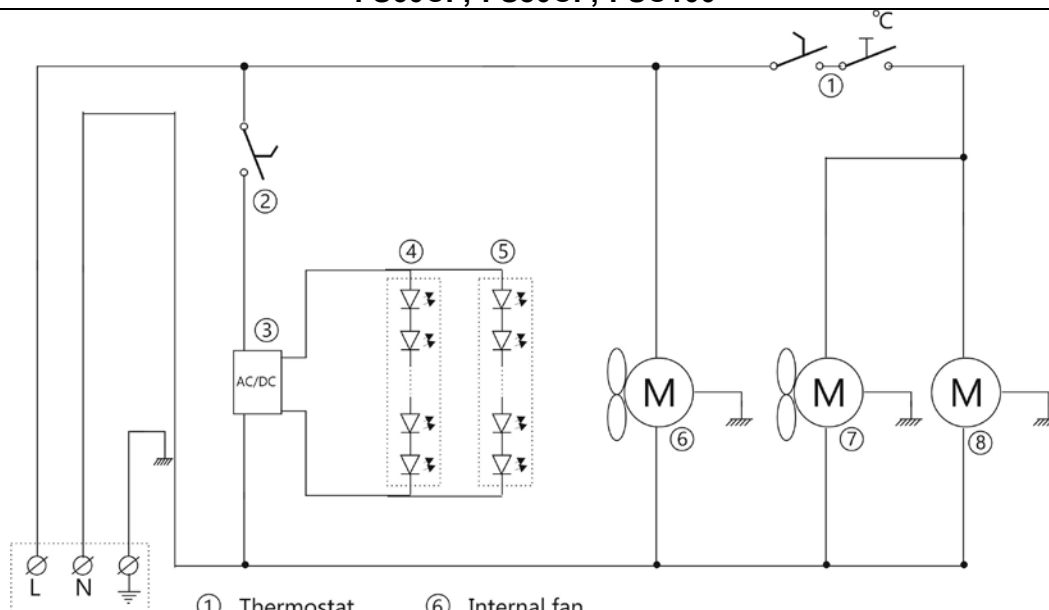 °C
①
②
④ ⑤
③
AC/DC
M M M
⑥ ⑦ ⑧
L N
① Thermostat ⑥ Internal fan